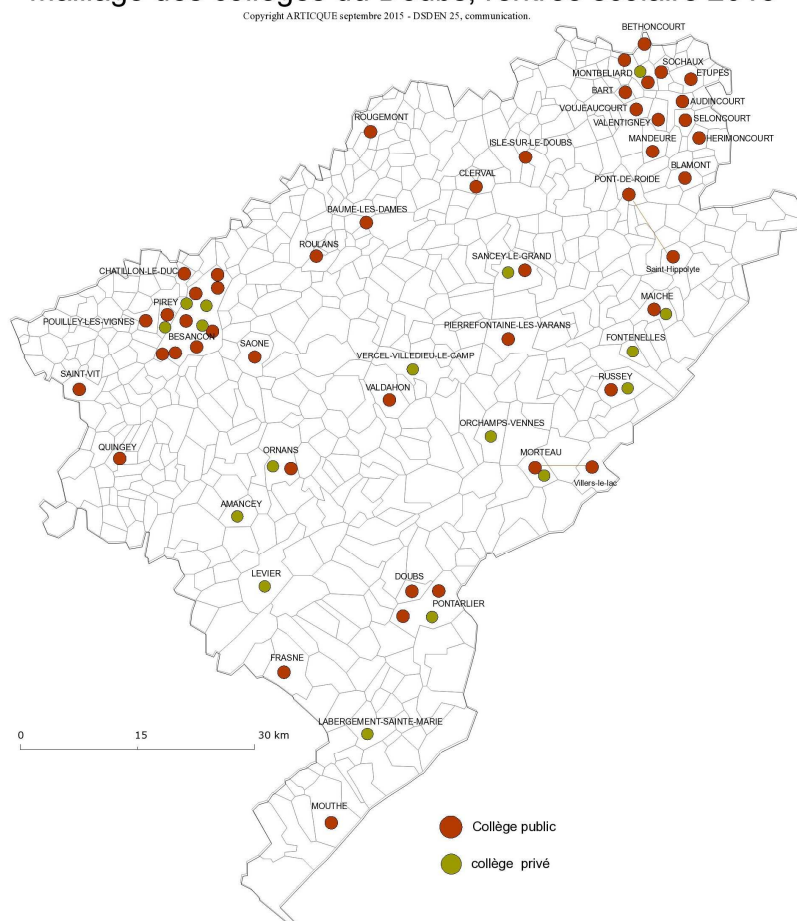 Copyright ARTICQUE septembre 2015 - DSDEN 25, communication.
BETHONCOURT
SOCHAUX
MONTBELIARD
ETUPES
BART
AUDINCOURT
VOUJEAUCOURT
VALENTIGNEY
SELONCOURT
ROUGEMONT
MANDEURE
HERIMONCOURT
ISLE-SUR-LE-DOUBS
BLAMONT
CLERVAL
PONT-DE-ROIDE
BAUME-LES-DAMES
ROULANS
SANCEY-LE-GRAND
CHATILLON-LE-DUC
Saint-Hippolyte
MAICHE
PIREY
POUILLEY-LES-VIGNES
PIERREFONTAINE-LES-VARANS
BESANCON
SAONE
FONTENELLES
VERCEL-VILLEDIEU-LE-CAMP
SAINT-VIT
VALDAHON
RUSSEY
ORCHAMPS-VENNES
QUINGEY
ORNANS
MORTEAU
Villers-le-lac
AMANCEY
LEVIER
DOUBS
PONTARLIER
FRASNE
LABERGEMENT-SAINTE-MARIE
0 15 30 km
MOUTHE
Collège public
collège privé